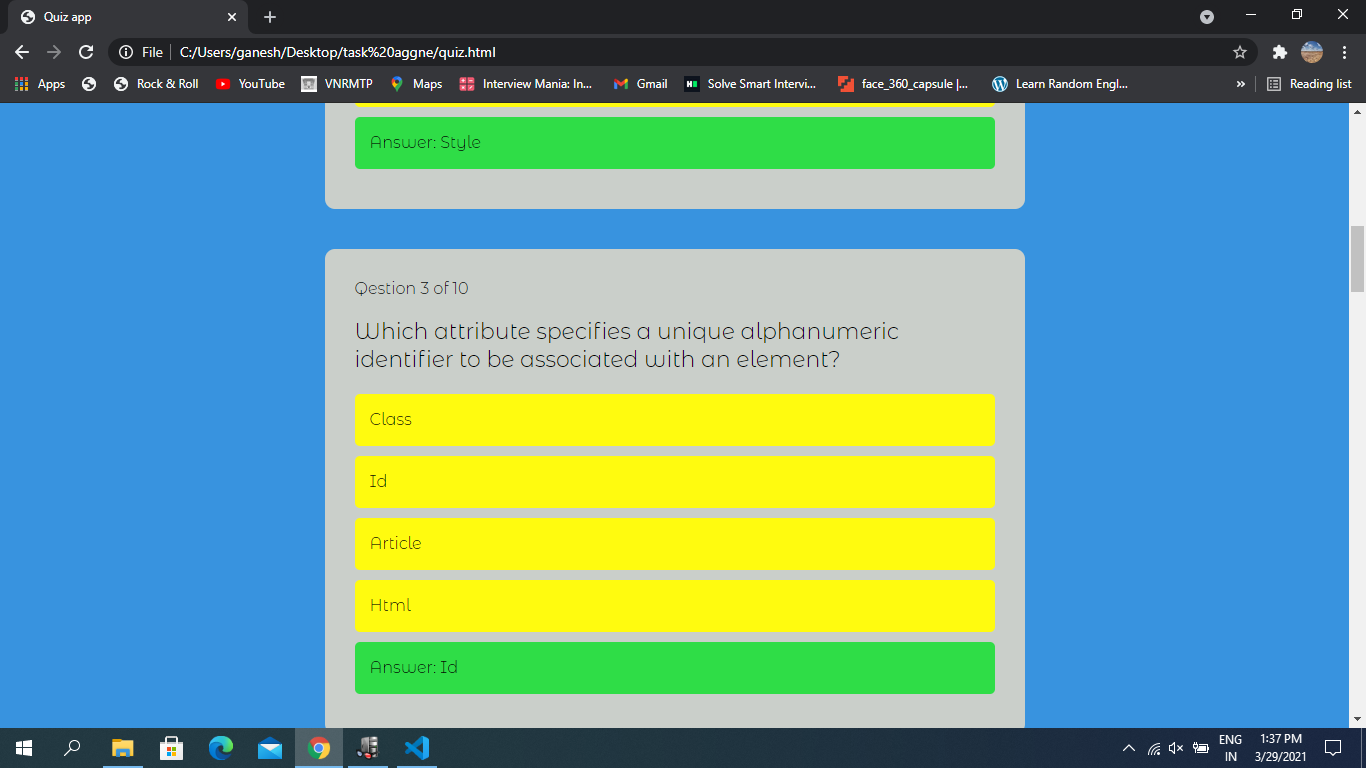 Quiz app
File
C:/Users/ganesh/Desktop/task%20aggne/quiz.html
Apps
Rock & Roll
YouTube
VNRMTP
Maps
Interview Mania: In...
Gmail
Solve Smart Intervi...
face_360_capsule |...
Learn Random Engl...
»
Reading list
Answer: Style
Qestion 3 of 10
Which attribute specifies a unique alphanumeric
identifier to be associated with an element?
Class
Id
Article
Html
Answer: Id
ENG
IN
1:37 PM
3/29/2021